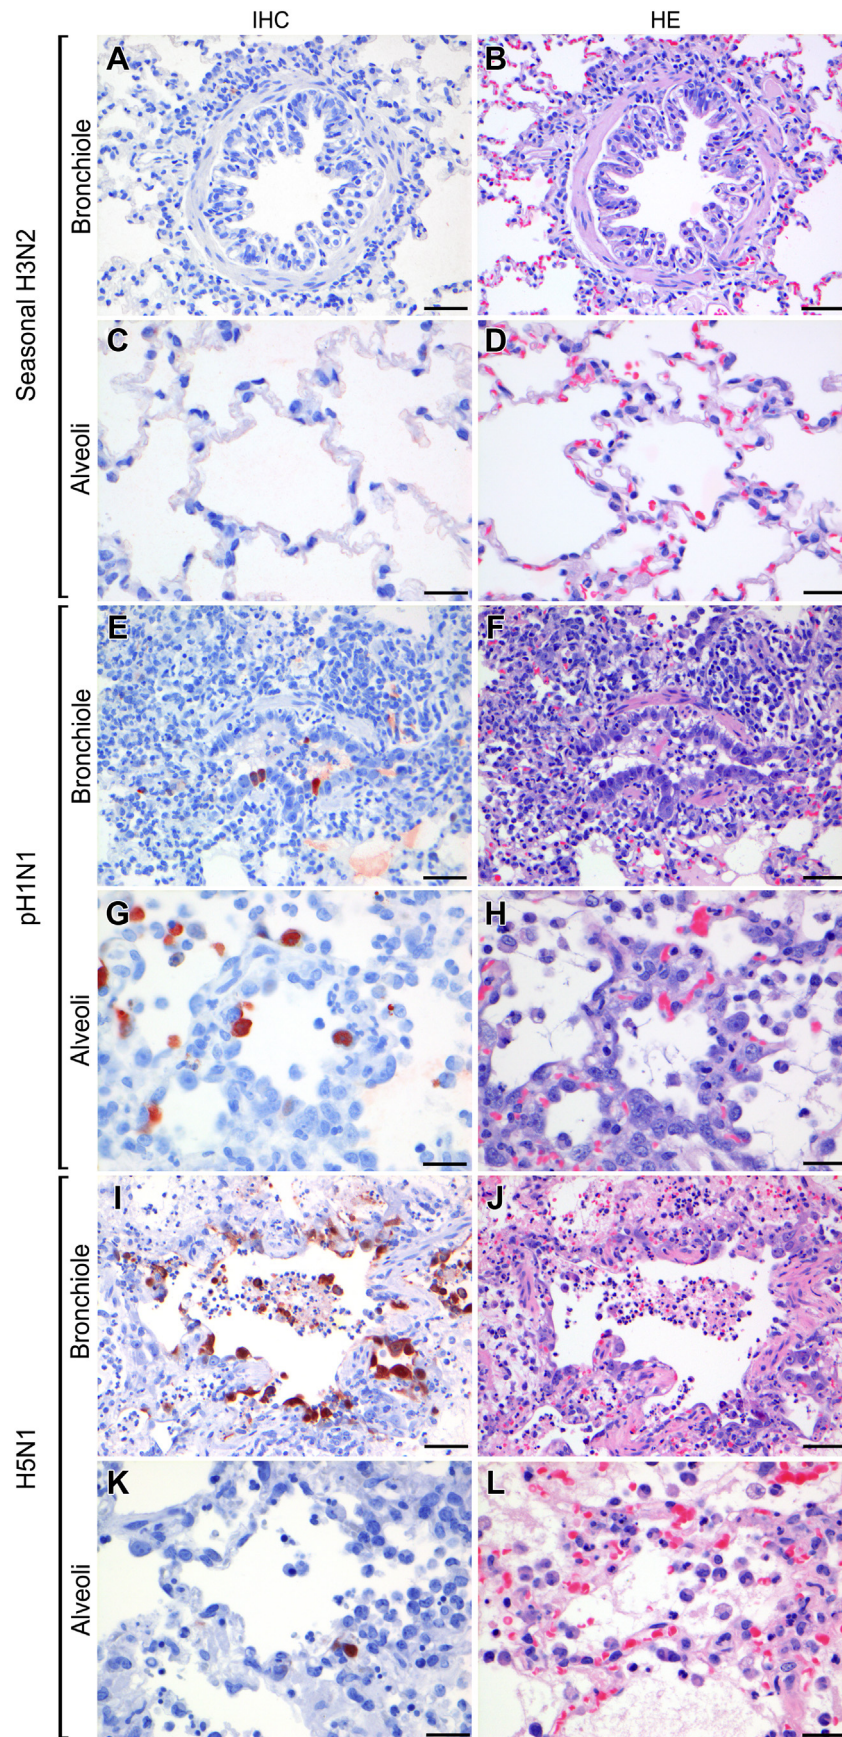 IHC HE
Seasonal H3N2
Bronchiole
A B
Alveoli
C D
pH1N1
Bronchiole
E F
Alveoli
G H
H5N1
Bronchiole
I J
Alveoli
K L